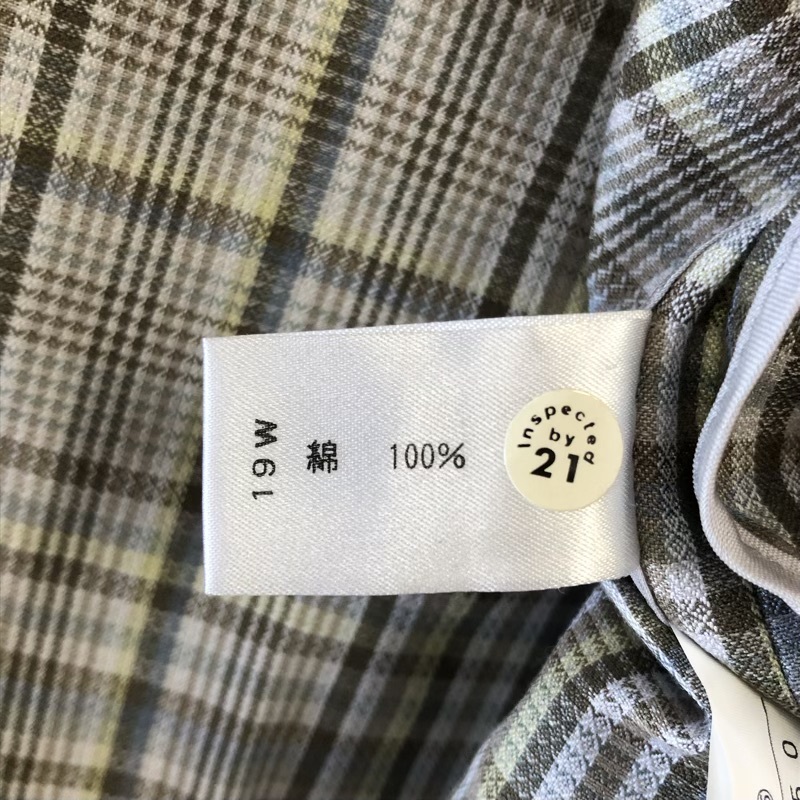 19W
綿 100%
Inspected
by
21